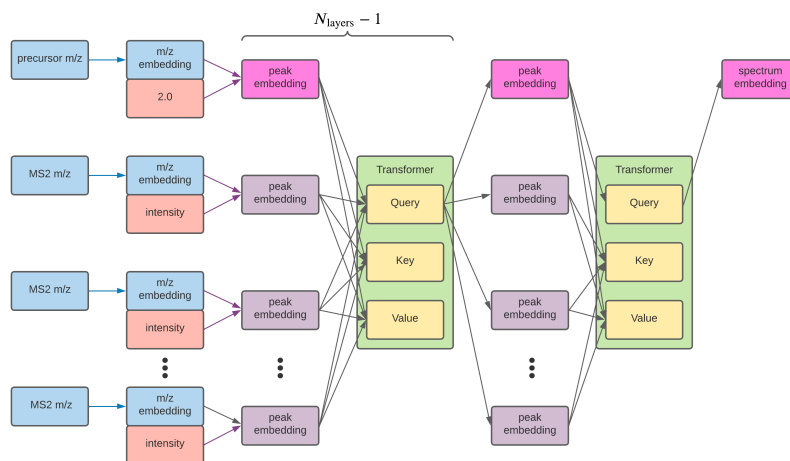 N_layers − 1
precursor m/z
m/z
embedding
2.0
peak
embedding
peak
embedding
spectrum
embedding
MS2 m/z
m/z
embedding
intensity
peak
embedding
Transformer
Query
Key
Value
peak
embedding
Transformer
Query
Key
Value
MS2 m/z
m/z
embedding
intensity
peak
embedding
peak
embedding
MS2 m/z
m/z
embedding
intensity
peak
embedding
peak
embedding